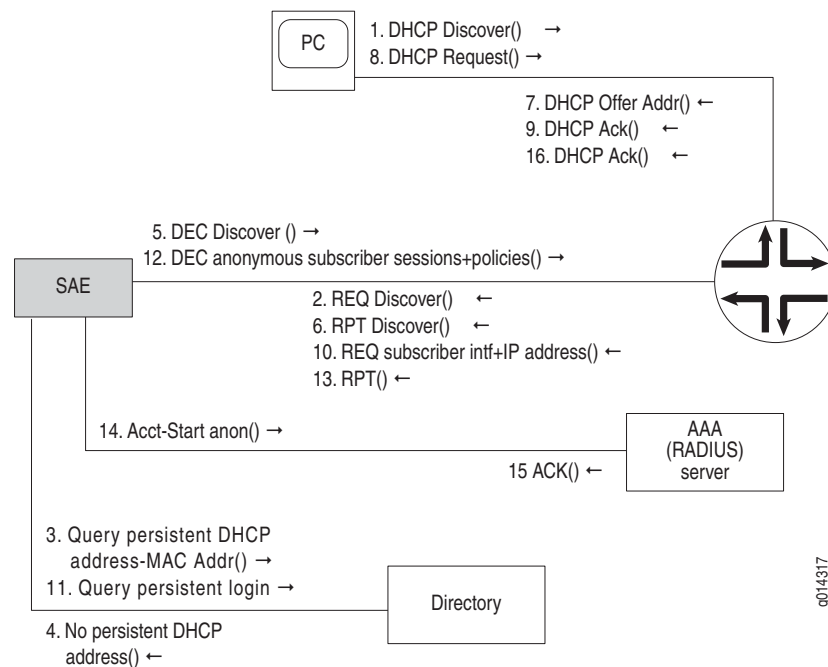 PC
1. DHCP Discover() →
8. DHCP Request() →
7. DHCP Offer Addr() ←
9. DHCP Ack() ←
16. DHCP Ack() ←
5. DEC Discover () →
12. DEC anonymous subscriber sessions+policies() →
SAE
2. REQ Discover() ←
6. RPT Discover() ←
10. REQ subscriber intf+IP address() ←
13. RPT() ←
14. Acct-Start anon() →
15 ACK() ←
AAA
(RADIUS)
server
3. Query persistent DHCP
address-MAC Addr() →
11. Query persistent login →
4. No persistent DHCP
address() ←
Directory
g014317